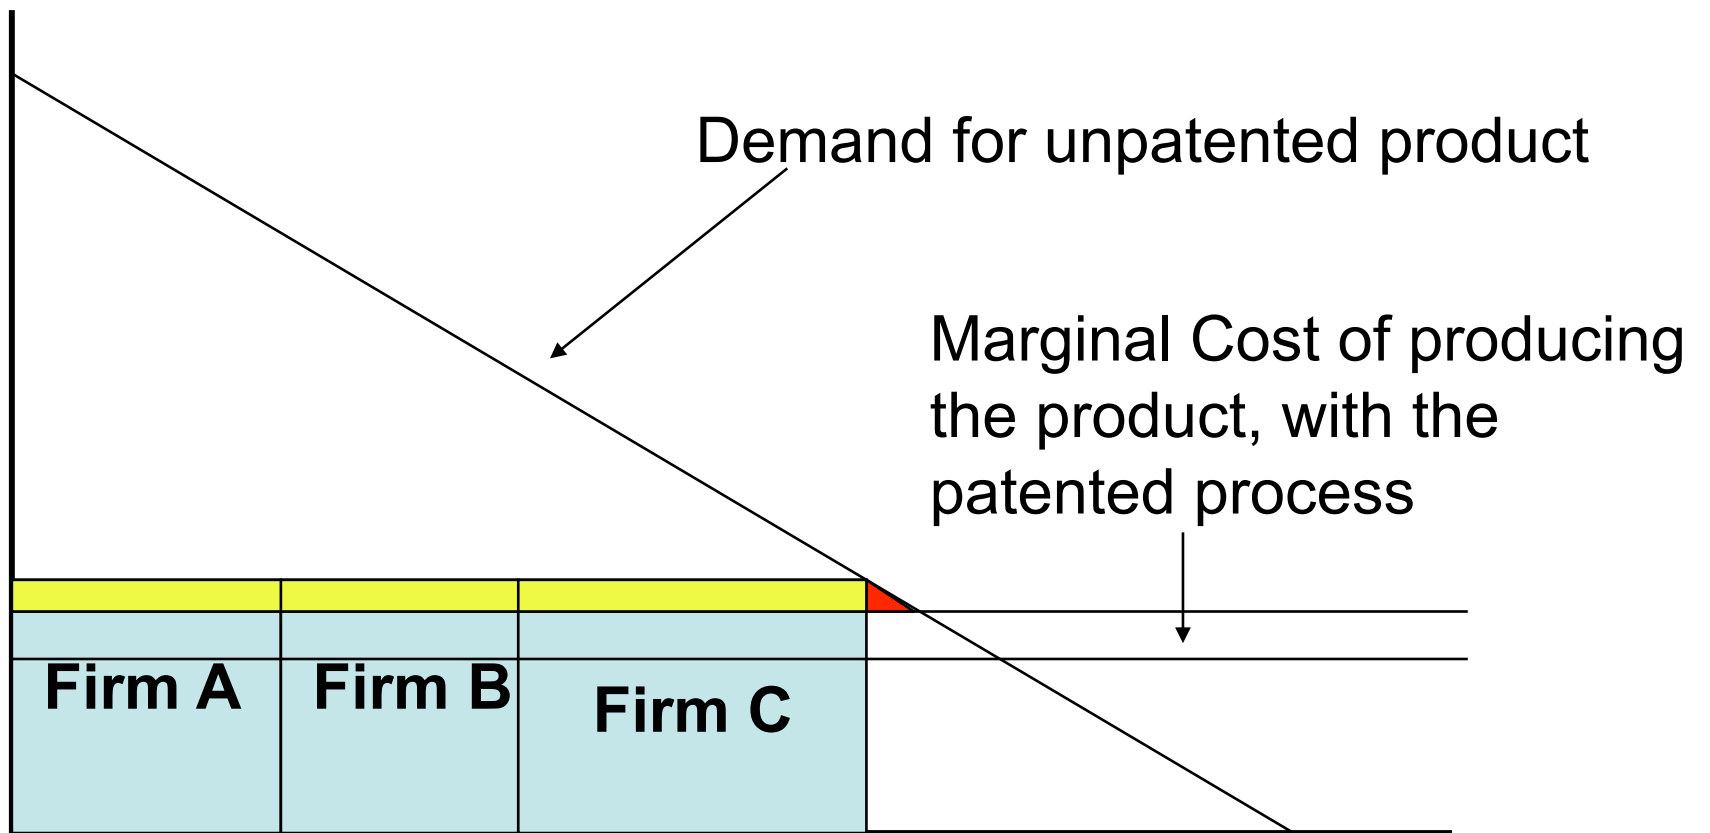 Demand for unpatented product
Marginal Cost of producing
the product, with the
patented process
Firm A
Firm B
Firm C